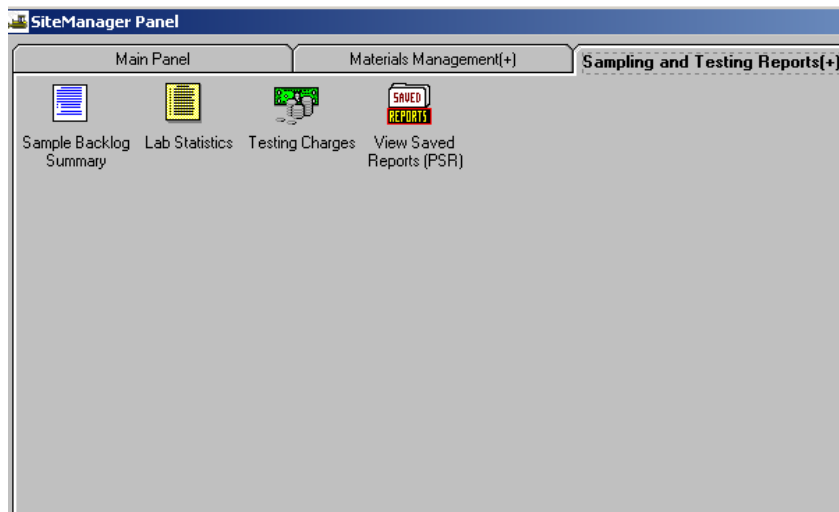 SiteManager Panel
Main Panel
Materials Management(+)
Sampling and Testing Reports(+)
SAVED
REPORTS
Sample Backlog
Summary
Lab Statistics
Testing Charges
View Saved
Reports (PSR)